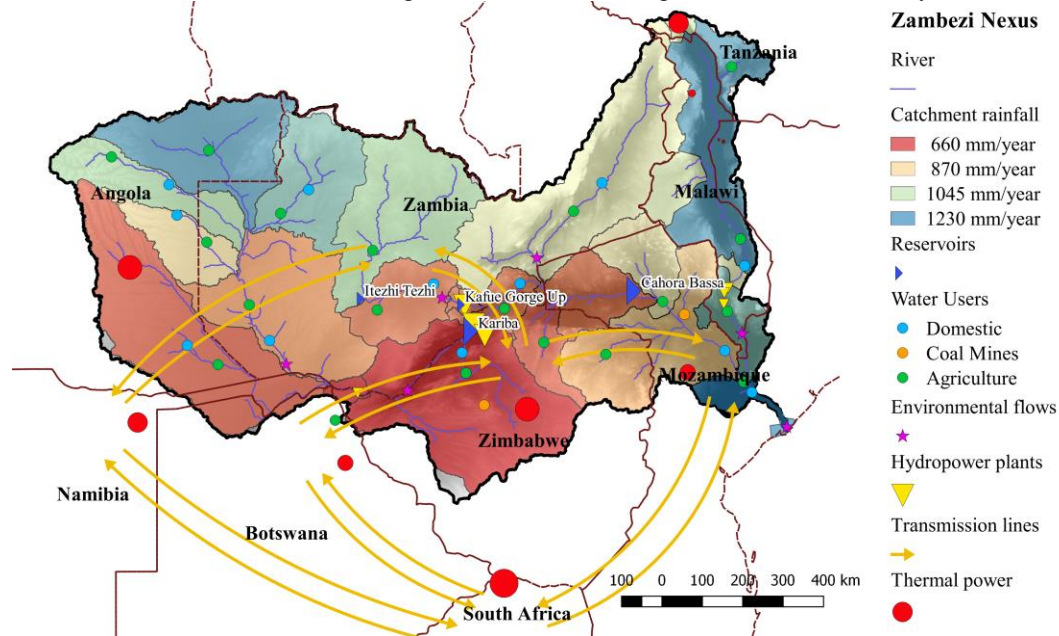 Zambezi Nexus
River
Catchment rainfall
660 mm/year
870 mm/year
1045 mm/year
1230 mm/year
Reservoirs
Water Users
Domestic
Coal Mines
Agriculture
Environmental flows
Hydropower plants
Transmission lines
Thermal power
Tanzania
Angola
Zambia
Malawi
Itezhi Tezhi
Kafue Gorge Up
Cahora Bassa
Kariba
Mozambique
Zimbabwe
Namibia
Botswana
South Africa
100 0 100 200 300 400 km